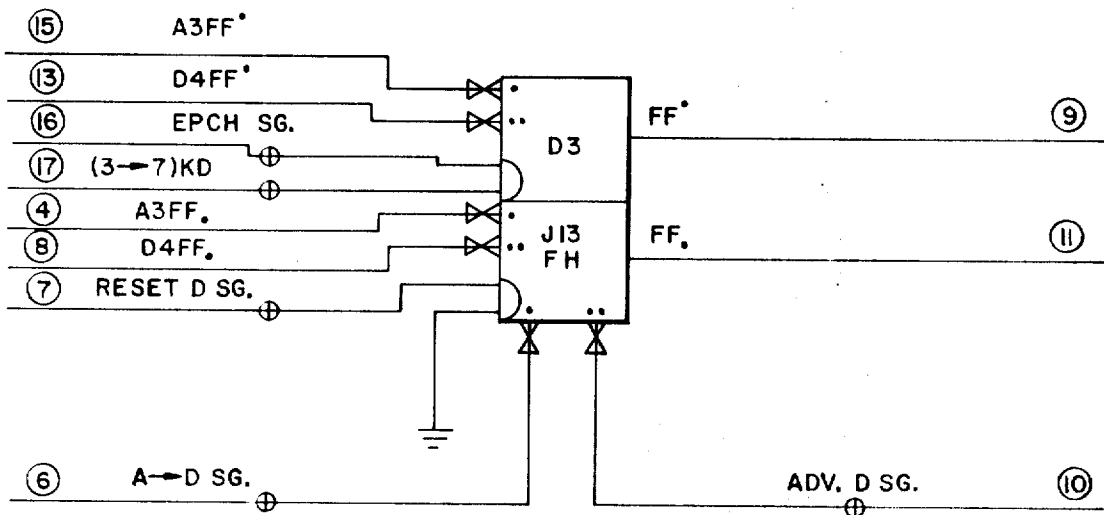 15 A3FF•
13 D4FF•
16 EPCH SG.
17 (3→7)KD
4 A3FF.
8 D4FF.
7 RESET D SG.
D3
J13
FH
FF• 9
FF. 11
6 A→D SG.
ADV. D SG. 10